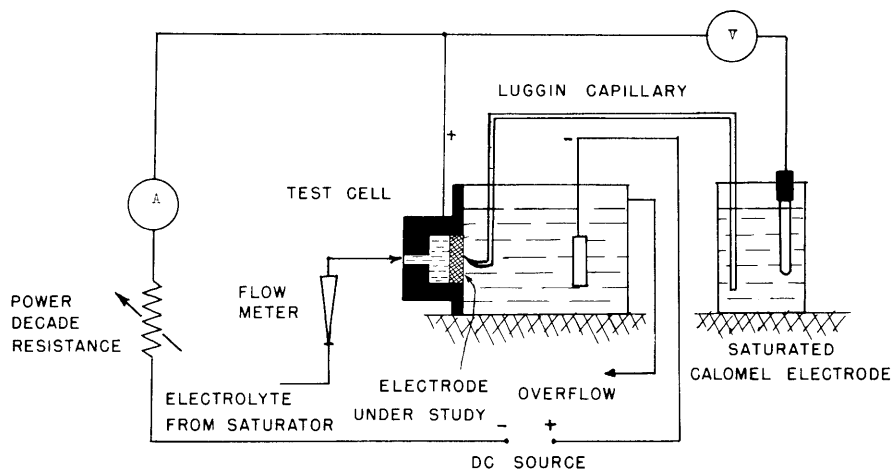 V
LUGGIN CAPILLARY
+
-
A
TEST CELL
POWER
DECADE
RESISTANCE
FLOW
METER
SATURATED
CALOMEL ELECTRODE
ELECTROLYTE
FROM SATURATOR
ELECTRODE
UNDER STUDY
OVERFLOW
- +
DC SOURCE